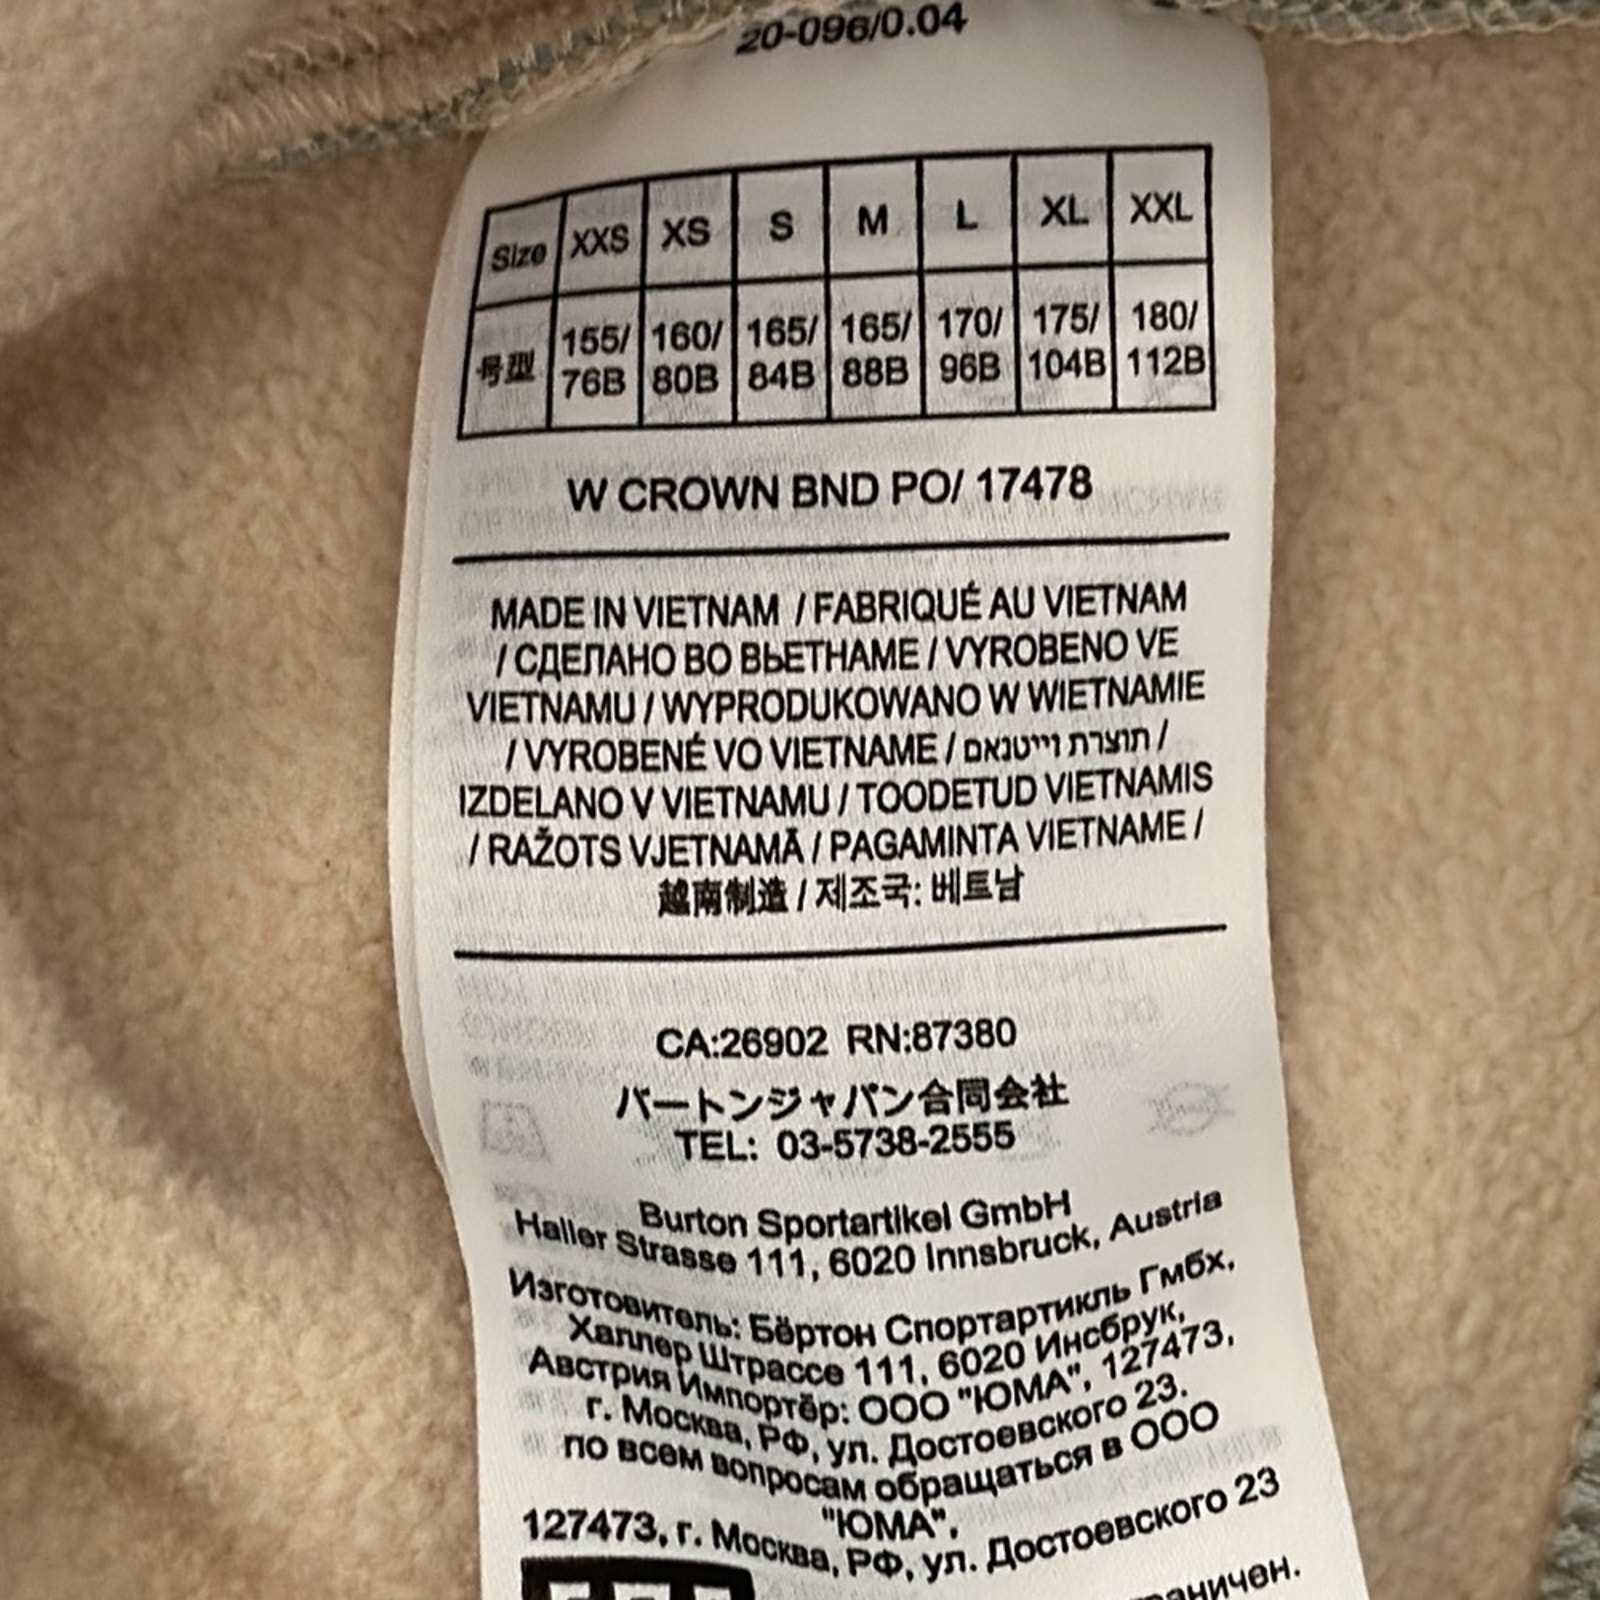 20-096/0.04
Size XXS XS S M L XL XXL
号型 155/76B 160/80B 165/84B 165/88B 170/96B 175/104B 180/112B
W CROWN BND PO/ 17478
MADE IN VIETNAM / FABRIQUÉ AU VIETNAM
/ СДЕЛАНО ВО ВЬЕТНАМЕ / VYROBENO VE
VIETNAMU / WYPRODUKOWANO W WIETNAMIE
/ VYROBENÉ VO VIETNAME / תוצרת וייטנאם /
IZDELANO V VIETNAMU / TOODETUD VIETNAMIS
/ RAŽOTS VJETNAMĀ / PAGAMINTA VIETNAME /
越南制造 / 제조국: 베트남
CA:26902 RN:87380
バートンジャパン合同会社
TEL: 03-5738-2555
Burton Sportartikel GmbH
Haller Strasse 111, 6020 Innsbruck, Austria
Изготовитель: Бёртон Спортартикль Гмбх,
Халлер Штрассе 111, 6020 Инсбрук,
Австрия Импортёр: ООО "ЮМА", 127473,
г. Москва, РФ, ул. Достоевского 23.
по всем вопросам обращаться в ООО
"ЮМА",
127473, г. Москва, РФ, ул. Достоевского 23